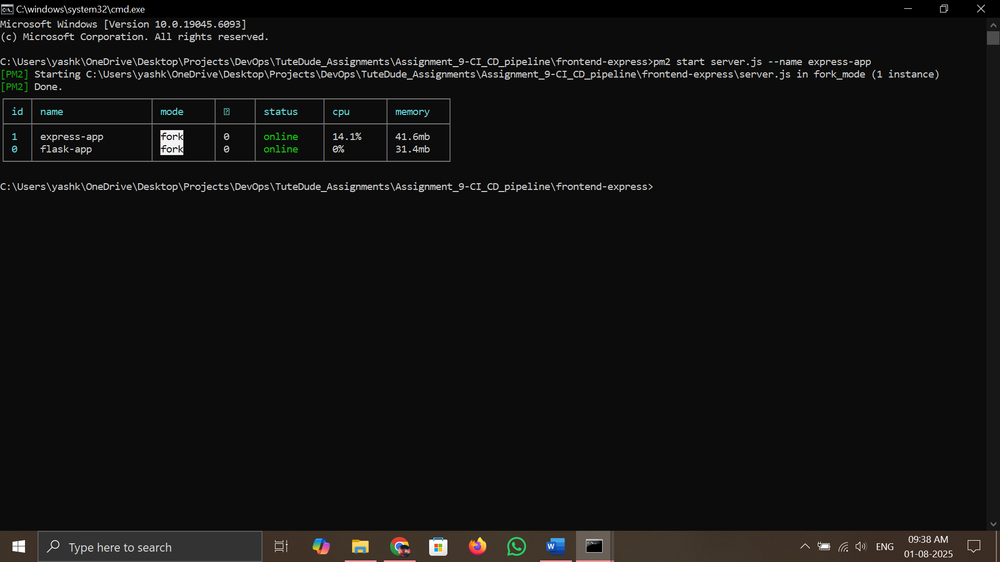 C:\windows\system32\cmd.exe
Microsoft Windows [Version 10.0.19045.6093]
(c) Microsoft Corporation. All rights reserved.
C:\Users\yashk\OneDrive\Desktop\Projects\DevOps\TuteDude_Assignments\Assignment_9-CI_CD_pipeline\frontend-express>pm2 start server.js --name express-app
[PM2] Starting C:\Users\yashk\OneDrive\Desktop\Projects\DevOps\TuteDude_Assignments\Assignment_9-CI_CD_pipeline\frontend-express\server.js in fork_mode (1 instance)
[PM2] Done.
id name mode status cpu memory
1 express-app fork 0 online 14.1% 41.6mb
0 flask-app fork 0 online 0% 31.4mb
C:\Users\yashk\OneDrive\Desktop\Projects\DevOps\TuteDude_Assignments\Assignment_9-CI_CD_pipeline\frontend-express>
Type here to search
ENG
09:38 AM
01-08-2025